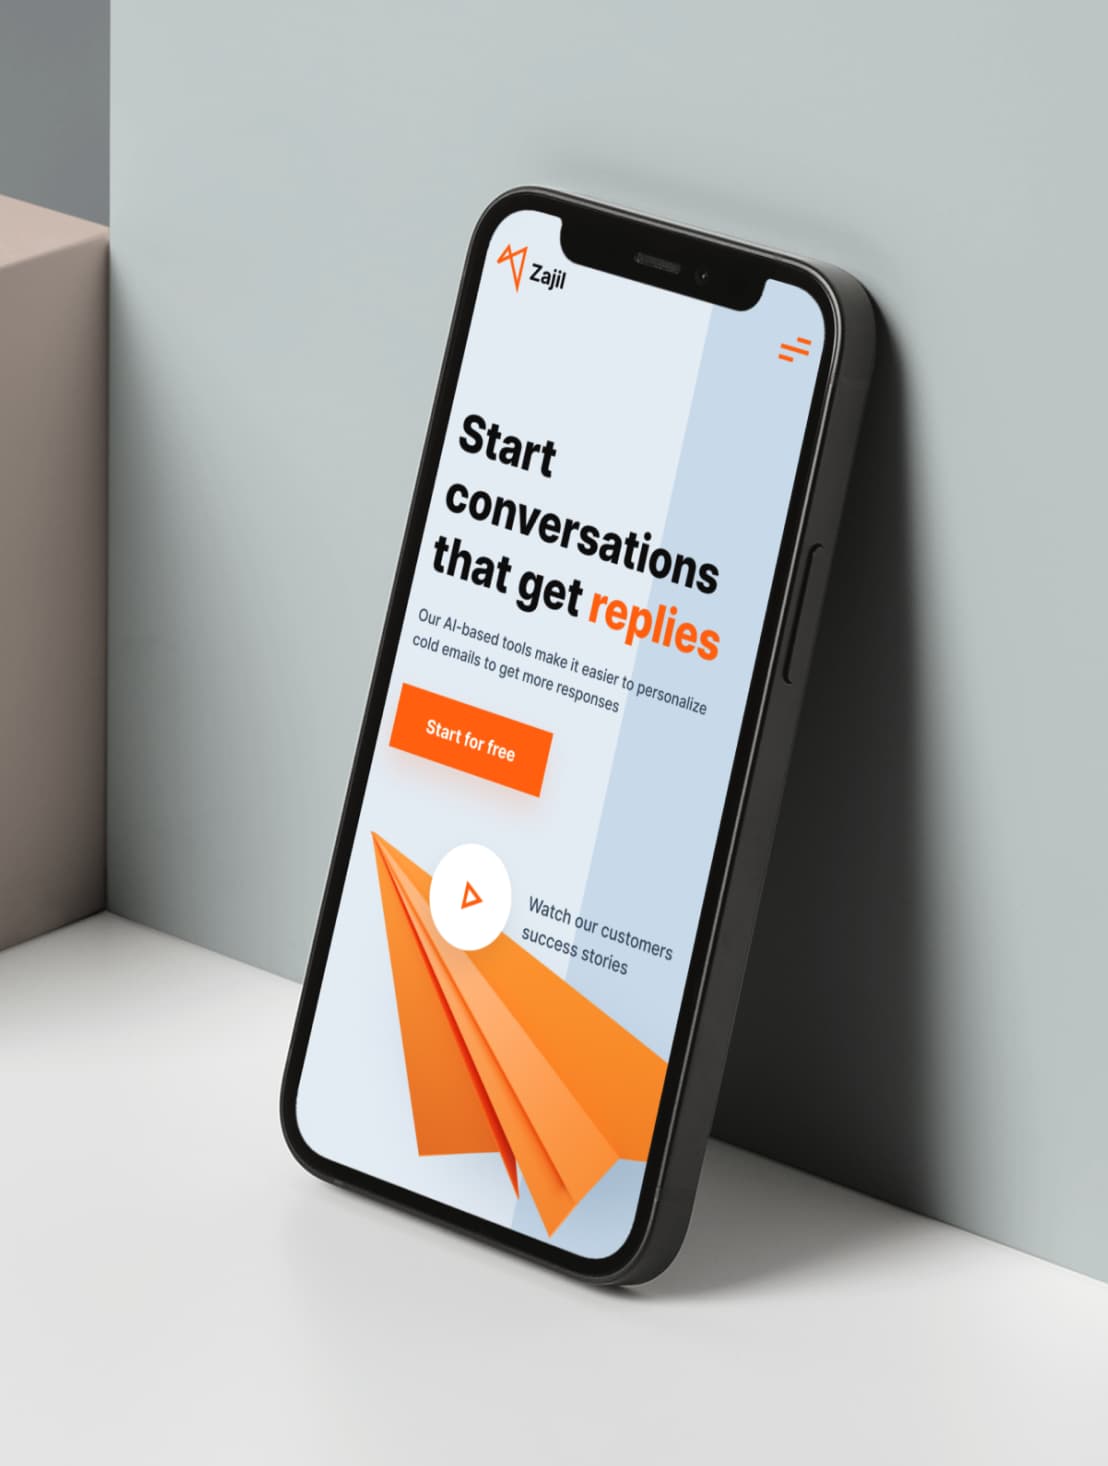 Zajil
Start
conversations
that get replies
Our AI-based tools make it easier to personalize
cold emails to get more responses
Start for free
Watch our customers
success stories